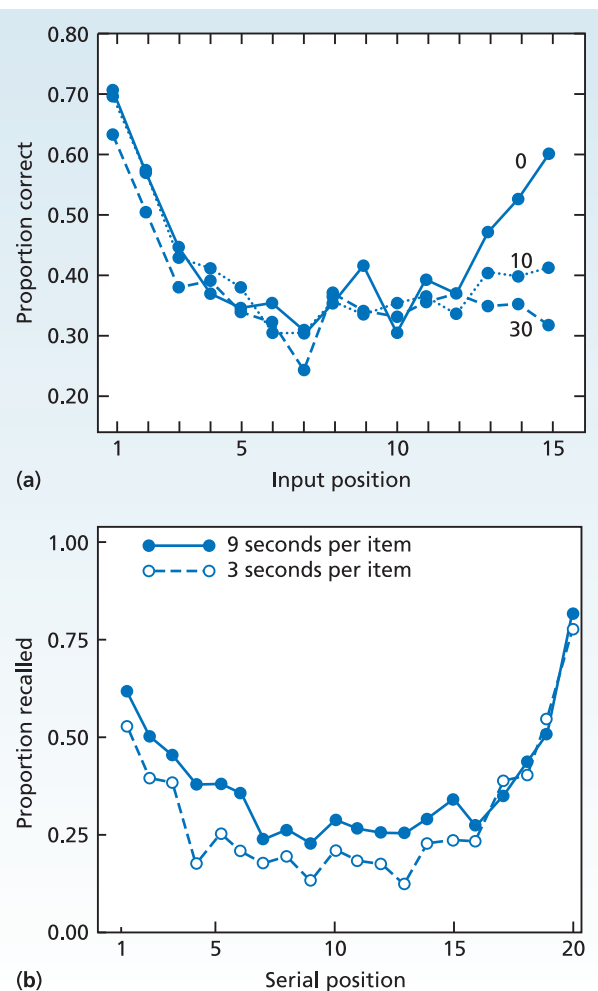 0.80
0.70
0.60
0.50
0.40
0.30
0.20
Proportion correct
0
10
30
1 5 10 15
Input position
(a)
9 seconds per item
3 seconds per item
1.00
0.75
0.50
0.25
0.00
Proportion recalled
1 5 10 15 20
Serial position
(b)